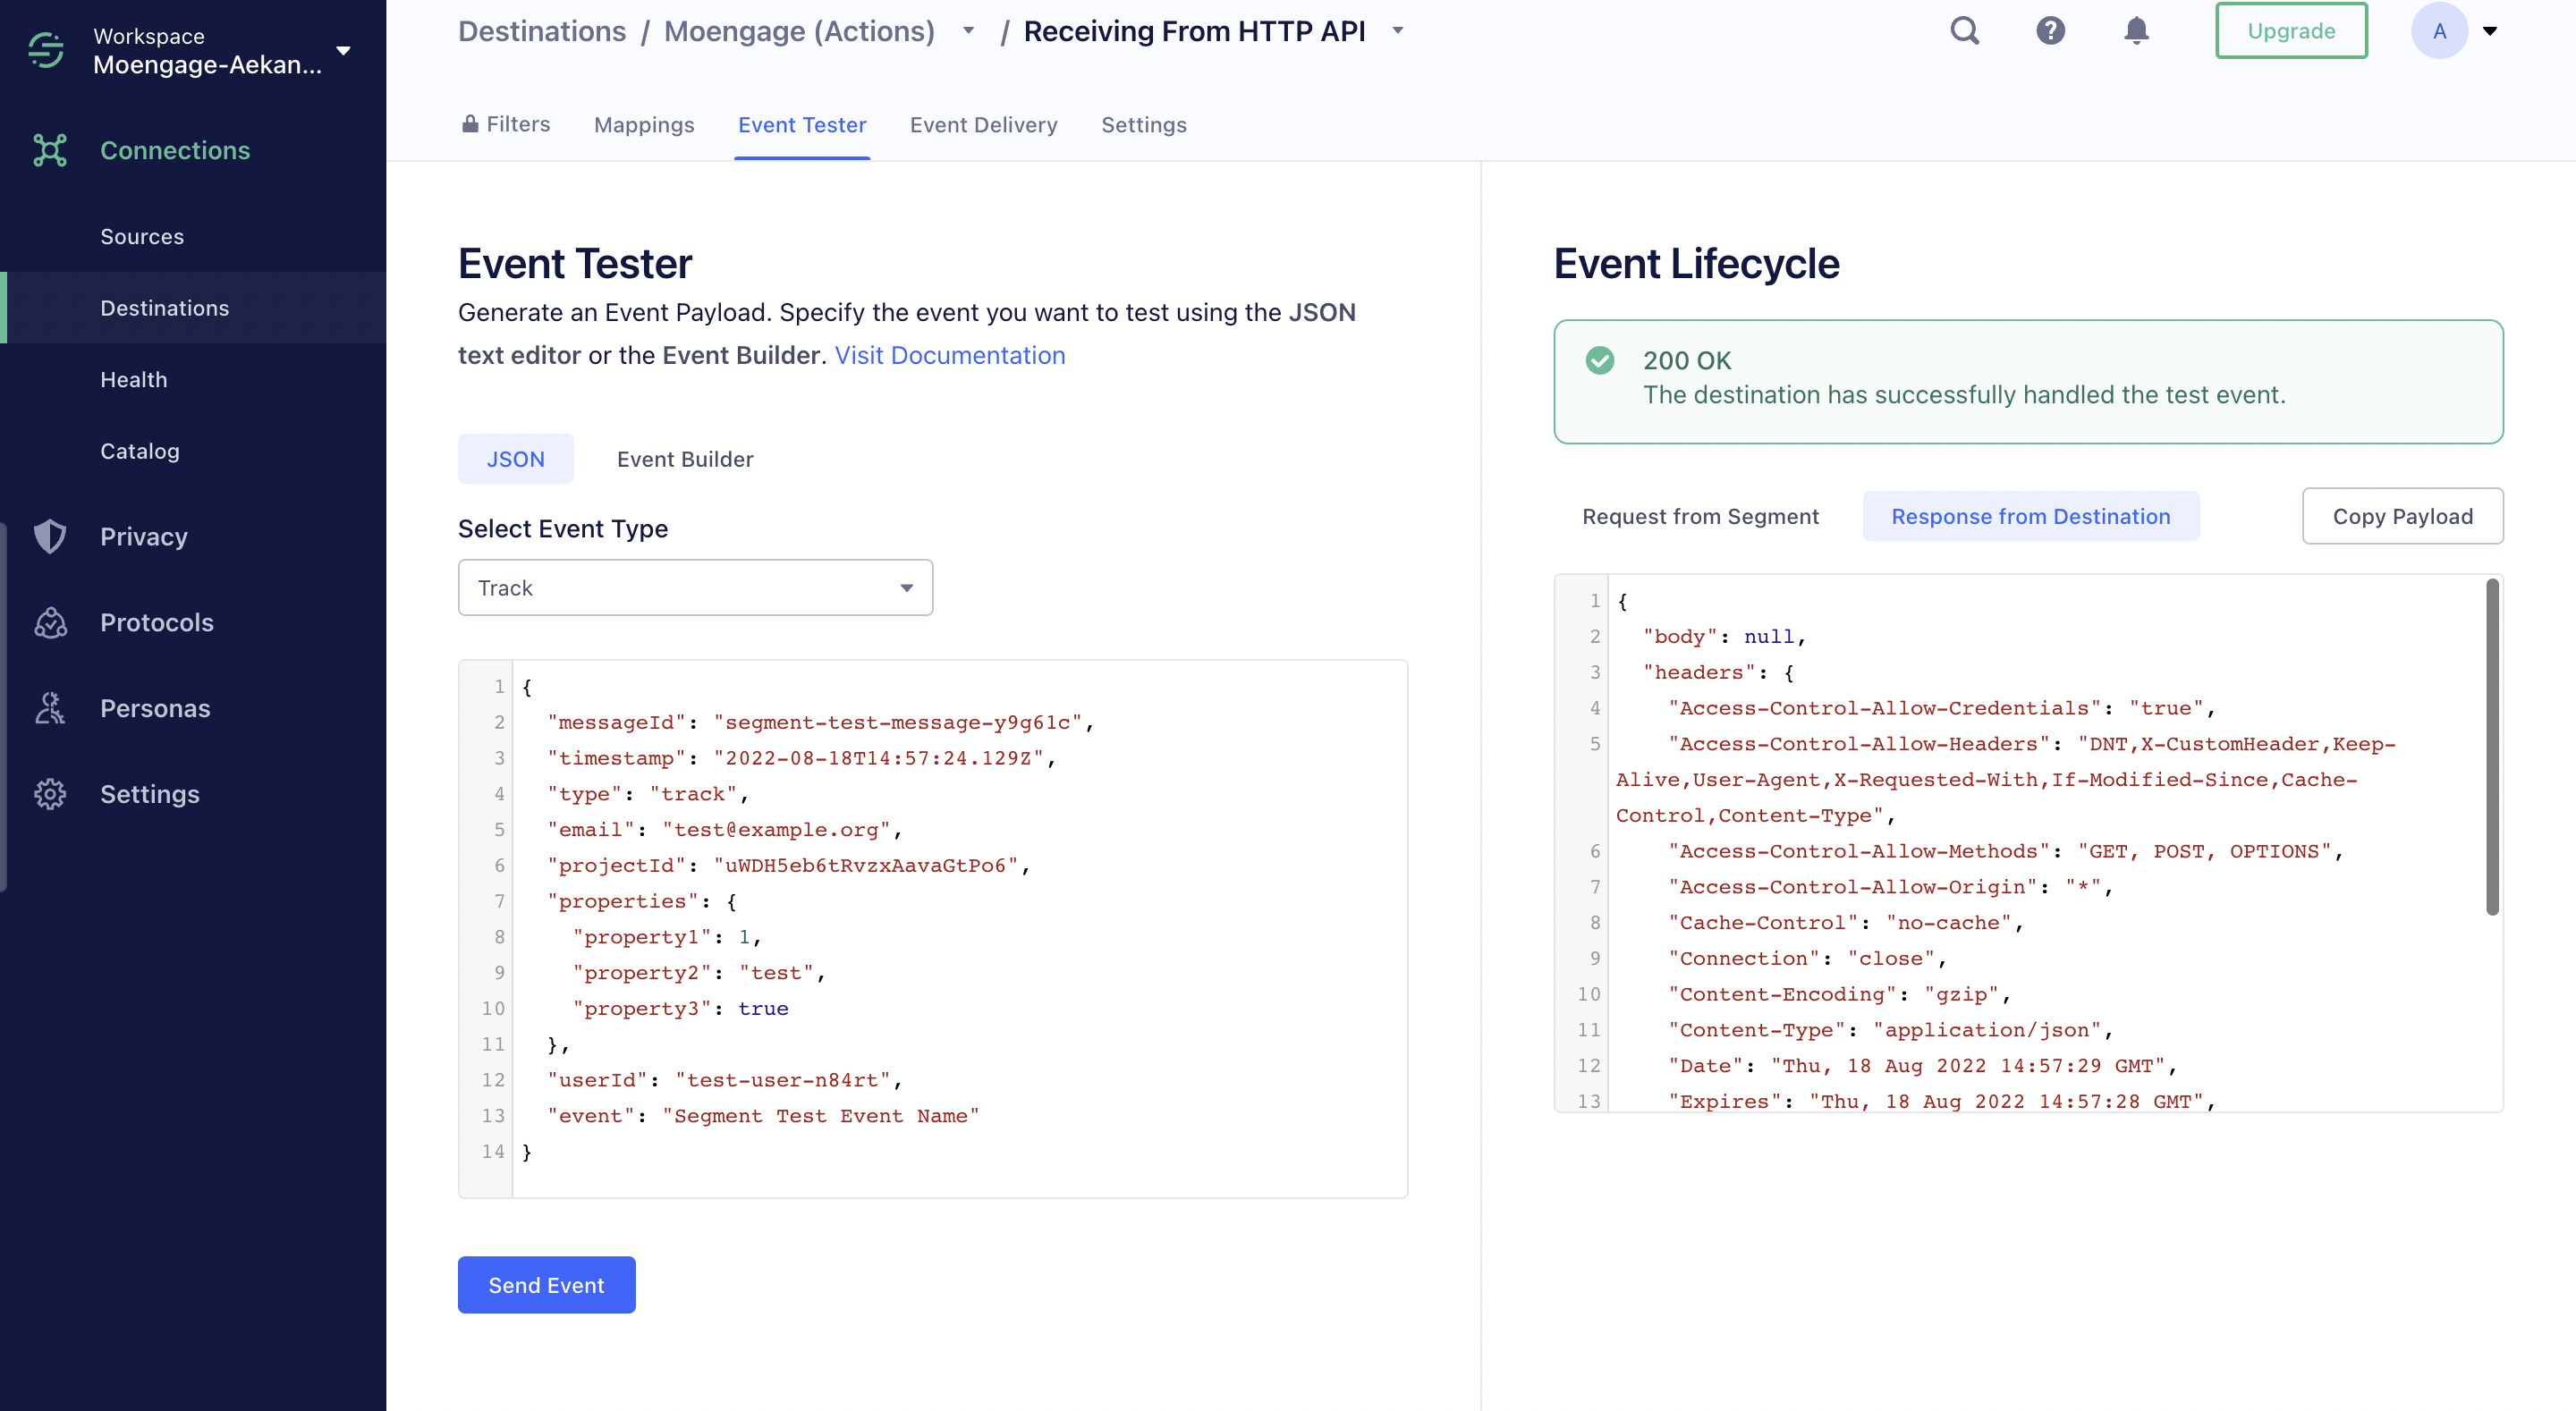 Workspace
Moengage-Aekan...
Connections
Sources
Destinations
Health
Catalog
Privacy
Protocols
Personas
Settings
Destinations / Moengage (Actions) / Receiving From HTTP API
Upgrade
A
Filters
Mappings
Event Tester
Event Delivery
Settings
Event Tester
Generate an Event Payload. Specify the event you want to test using the JSON
text editor or the Event Builder. Visit Documentation
JSON
Event Builder
Select Event Type
Track
1 {
2 "messageId": "segment-test-message-y9g61c",
3 "timestamp": "2022-08-18T14:57:24.129Z",
4 "type": "track",
5 "email": "test@example.org",
6 "projectId": "uWDH5eb6tRvzxAavaGtPo6",
7 "properties": {
8 "property1": 1,
9 "property2": "test",
10 "property3": true
11 },
12 "userId": "test-user-n84rt",
13 "event": "Segment Test Event Name"
14 }
Send Event
Event Lifecycle
200 OK
The destination has successfully handled the test event.
Request from Segment
Response from Destination
Copy Payload
1 {
2 "body": null,
3 "headers": {
4 "Access-Control-Allow-Credentials": "true",
5 "Access-Control-Allow-Headers": "DNT,X-CustomHeader,Keep-
Alive,User-Agent,X-Requested-With,If-Modified-Since,Cache-
Control,Content-Type",
6 "Access-Control-Allow-Methods": "GET, POST, OPTIONS",
7 "Access-Control-Allow-Origin": "*",
8 "Cache-Control": "no-cache",
9 "Connection": "close",
10 "Content-Encoding": "gzip",
11 "Content-Type": "application/json",
12 "Date": "Thu, 18 Aug 2022 14:57:29 GMT",
13 "Expires": "Thu, 18 Aug 2022 14:57:28 GMT",